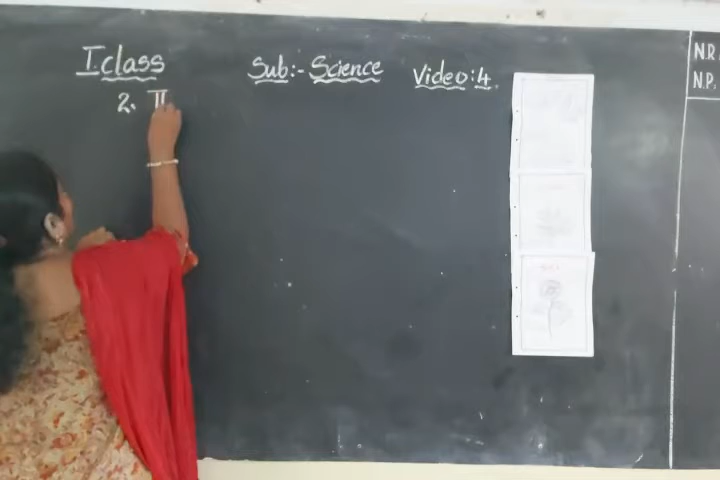 I. class Sub:- Science Video:4.
2. II
N.R.
N.P.